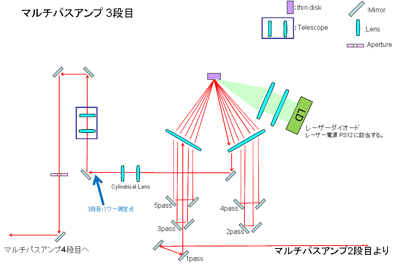 マルチパスアンプ 3段目
:thin disk
:Mirror
:Telescope
:Lens
:Aperture
LD
レーザーダイオード
レーザー電源 PS12に該当する。
Cylindrical Lens
3段目パワー測定点
5pass
4pass
3pass
2pass
マルチパスアンプ4段目へ
マルチパスアンプ2段目より
1pass